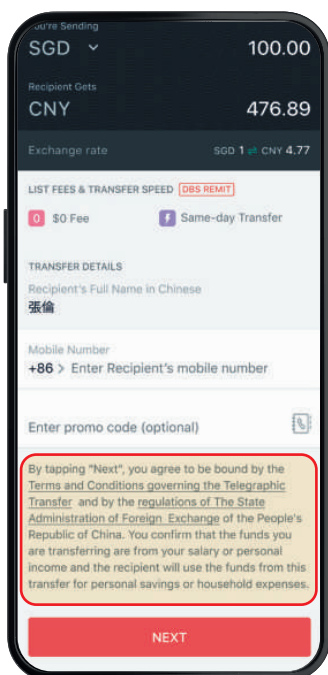 You're Sending
SGD 100.00
Recipient Gets
CNY 476.89
Exchange rate SGD 1 ⇌ CNY 4.77
LIST FEES & TRANSFER SPEED DBS REMIT
0 $0 Fee Same-day Transfer
TRANSFER DETAILS
Recipient's Full Name in Chinese
張倫
Mobile Number
+86 > Enter Recipient's mobile number
Enter promo code (optional)
By tapping "Next", you agree to be bound by the
Terms and Conditions governing the Telegraphic
Transfer and by the regulations of The State
Administration of Foreign Exchange of the People's
Republic of China. You confirm that the funds you
are transferring are from your salary or personal
income and the recipient will use the funds from this
transfer for personal savings or household expenses.
NEXT